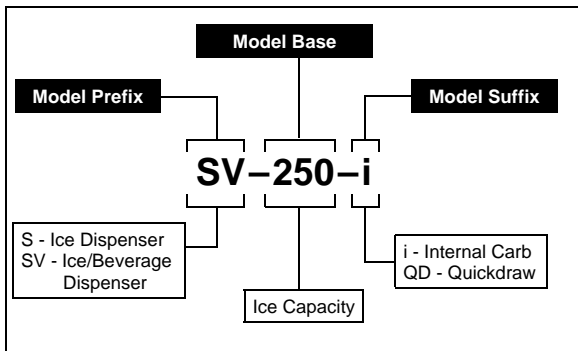 Model Base
Model Prefix
Model Suffix
SV–250–i
S - Ice Dispenser
SV - Ice/Beverage
Dispenser
i - Internal Carb
QD - Quickdraw
Ice Capacity